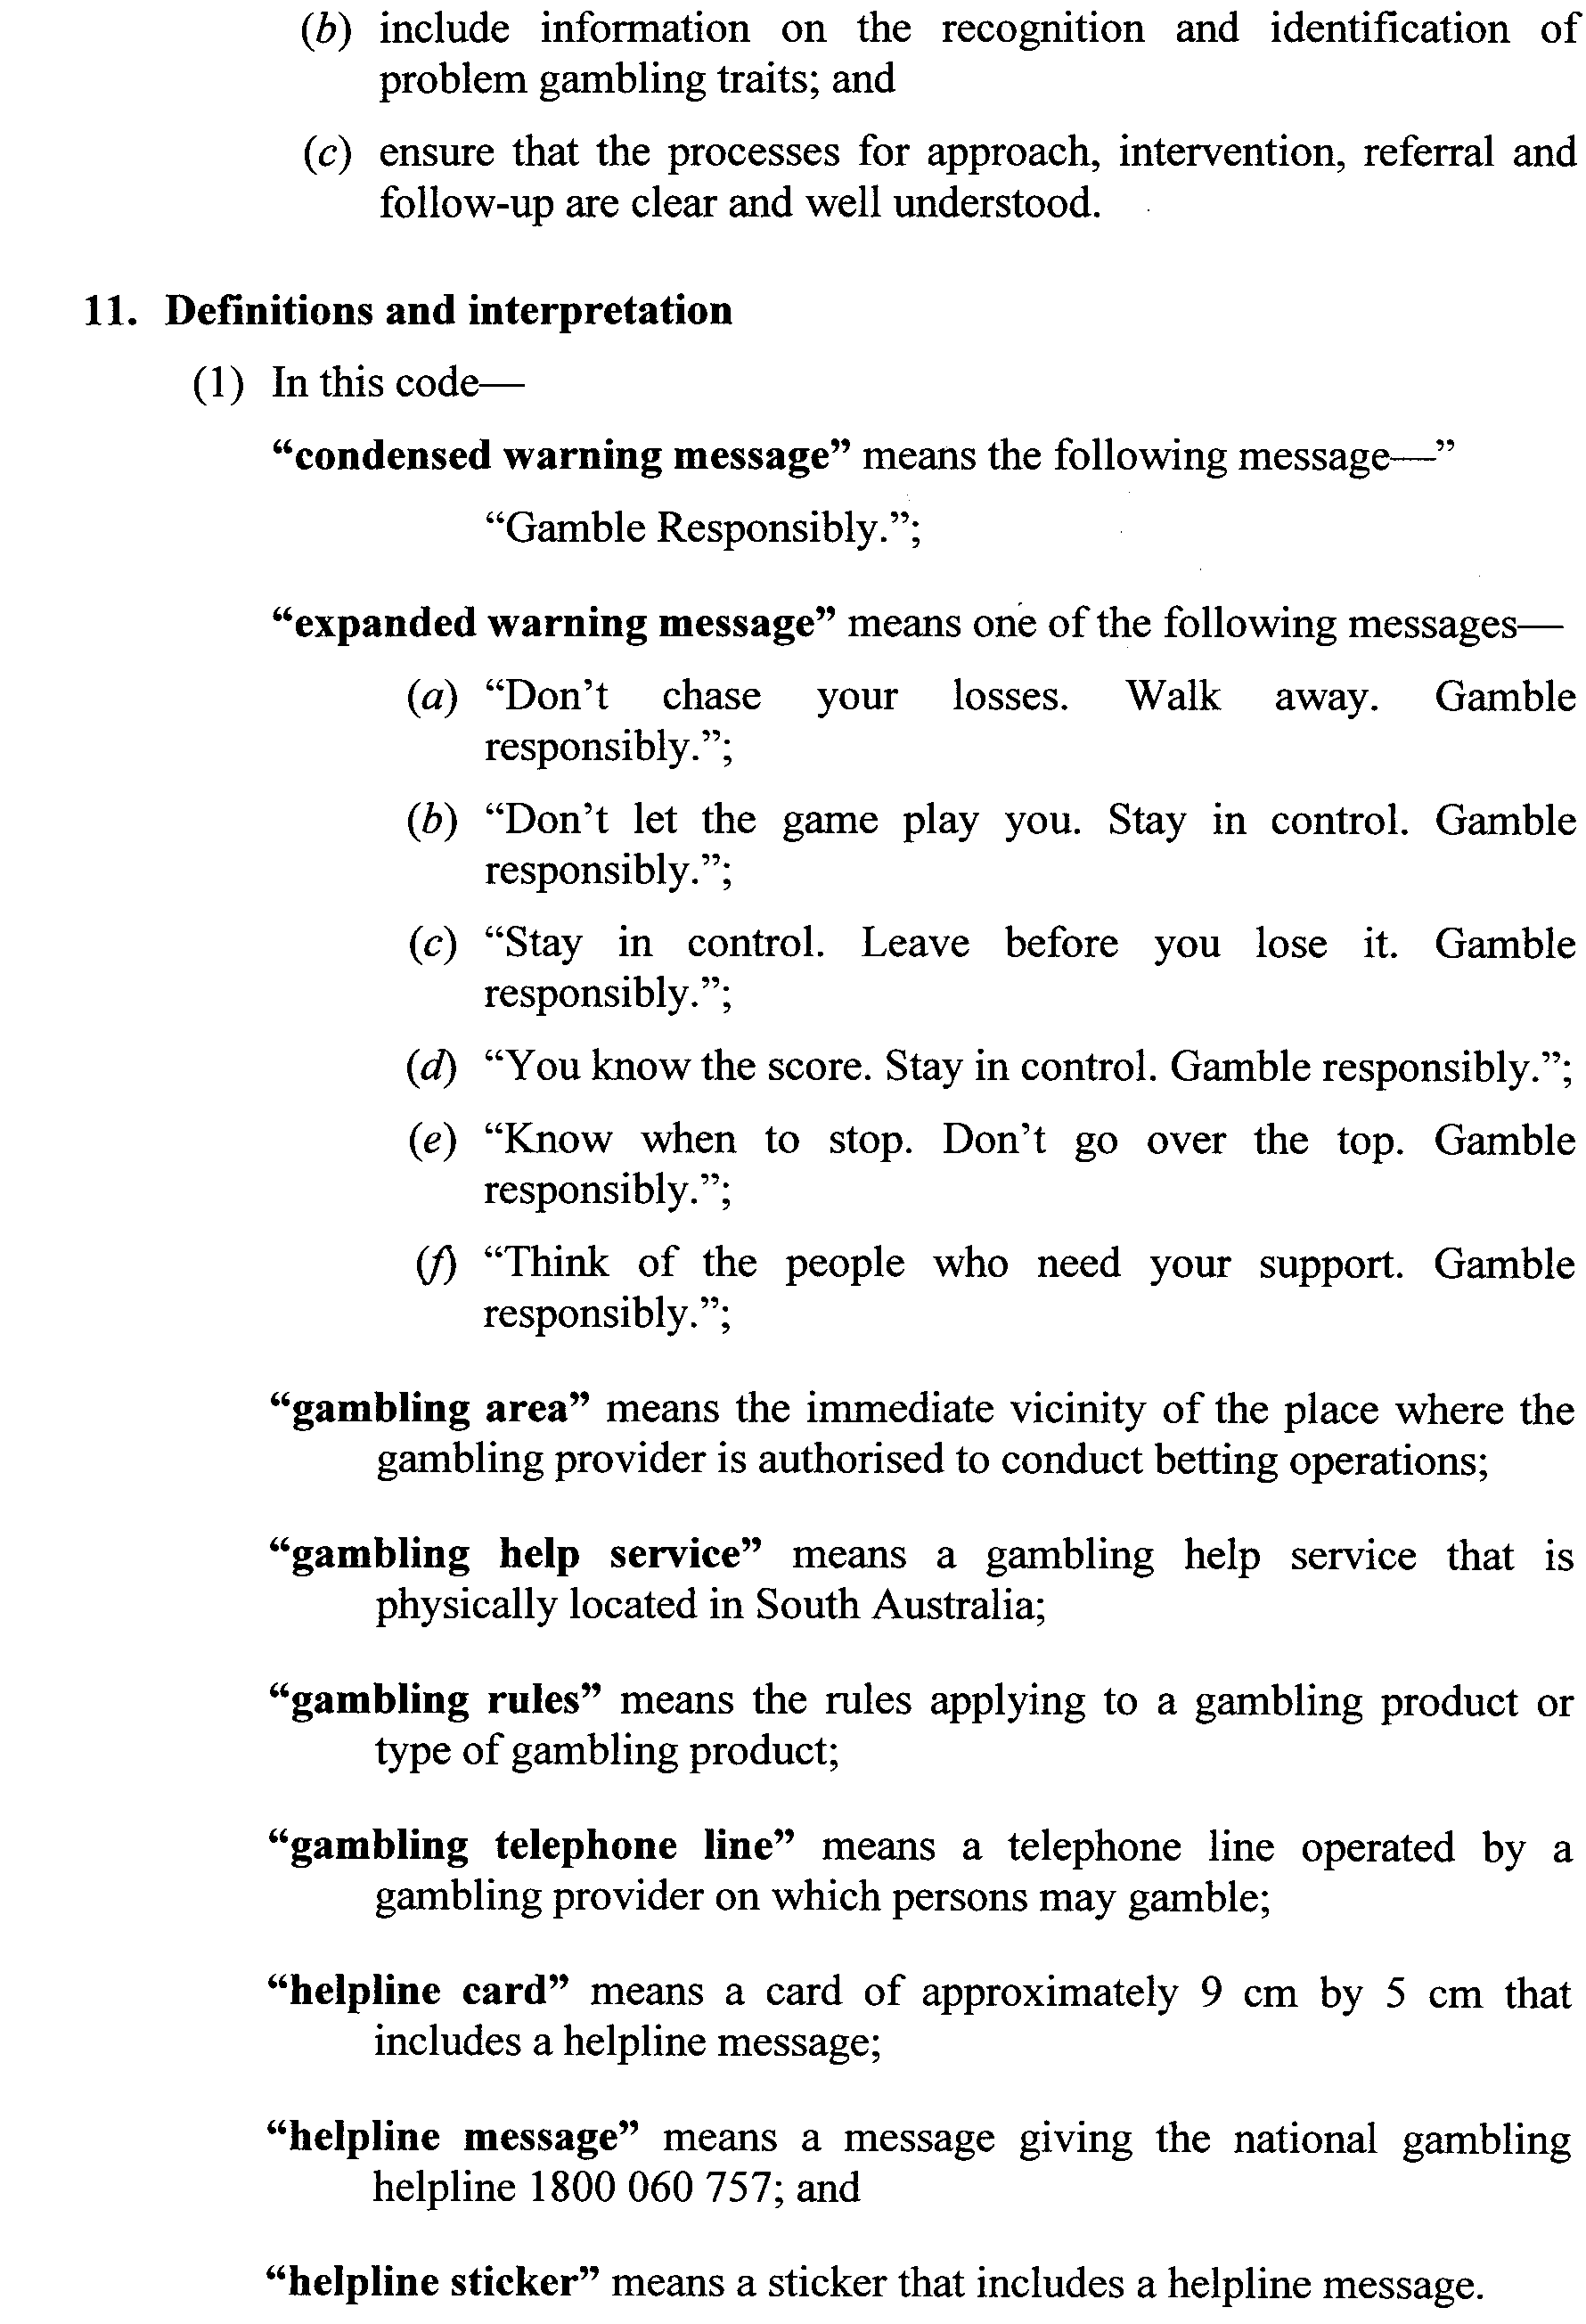 (b) include information on the recognition and identification of
problem gambling traits; and
(c) ensure that the processes for approach, intervention, referral and
follow-up are clear and well understood.
11. Definitions and interpretation
(1) In this code—
“condensed warning message” means the following message—”
“Gamble Responsibly.”;
“expanded warning message” means one of the following messages—
(a) “Don’t chase your losses. Walk away. Gamble
responsibly.”;
(b) “Don’t let the game play you. Stay in control. Gamble
responsibly.”;
(c) “Stay in control. Leave before you lose it. Gamble
responsibly.”;
(d) “You know the score. Stay in control. Gamble responsibly.”;
(e) “Know when to stop. Don’t go over the top. Gamble
responsibly.”;
(f) “Think of the people who need your support. Gamble
responsibly.”;
“gambling area” means the immediate vicinity of the place where the
gambling provider is authorised to conduct betting operations;
“gambling help service” means a gambling help service that is
physically located in South Australia;
“gambling rules” means the rules applying to a gambling product or
type of gambling product;
“gambling telephone line” means a telephone line operated by a
gambling provider on which persons may gamble;
“helpline card” means a card of approximately 9 cm by 5 cm that
includes a helpline message;
“helpline message” means a message giving the national gambling
helpline 1800 060 757; and
“helpline sticker” means a sticker that includes a helpline message.